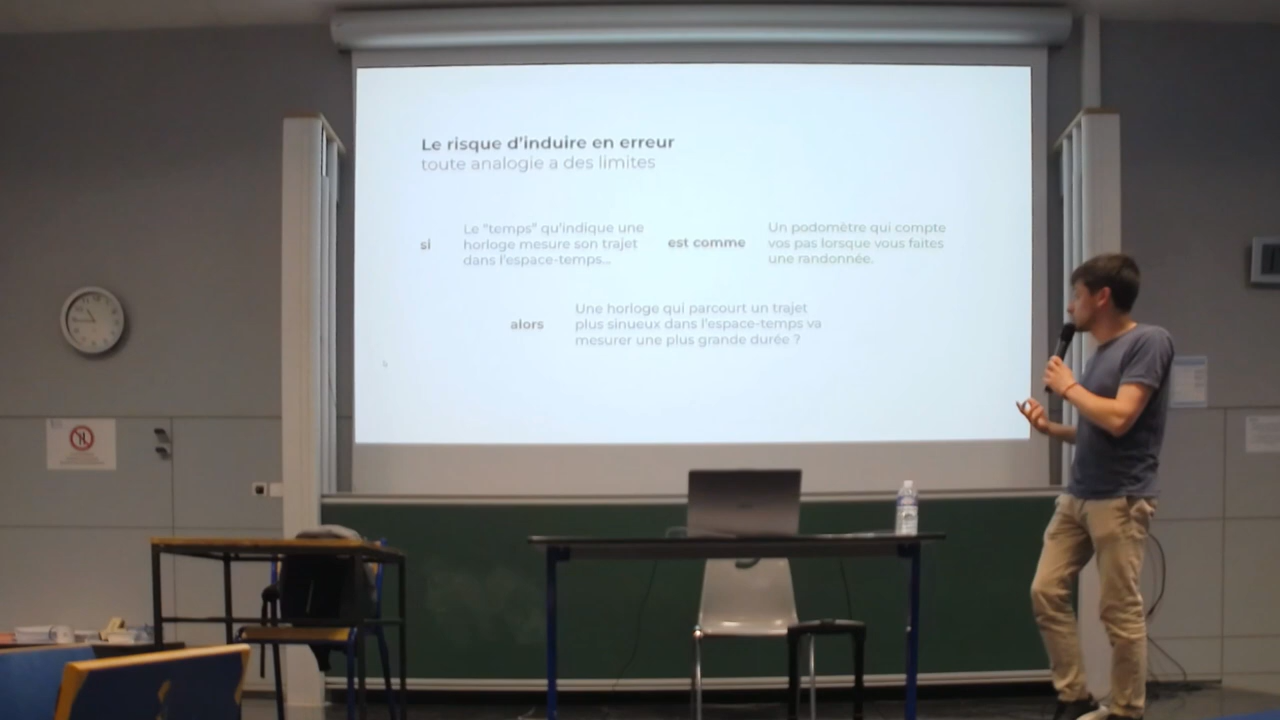 Le risque d'induire en erreur
toute analogie a des limites
si
Le "temps" qu'indique une
horloge mesure son trajet
dans l'espace-temps...
est comme
Un podomètre qui compte
vos pas lorsque vous faites
une randonnée.
alors
Une horloge qui parcourt un trajet
plus sinueux dans l'espace-temps va
mesurer une plus grande durée ?